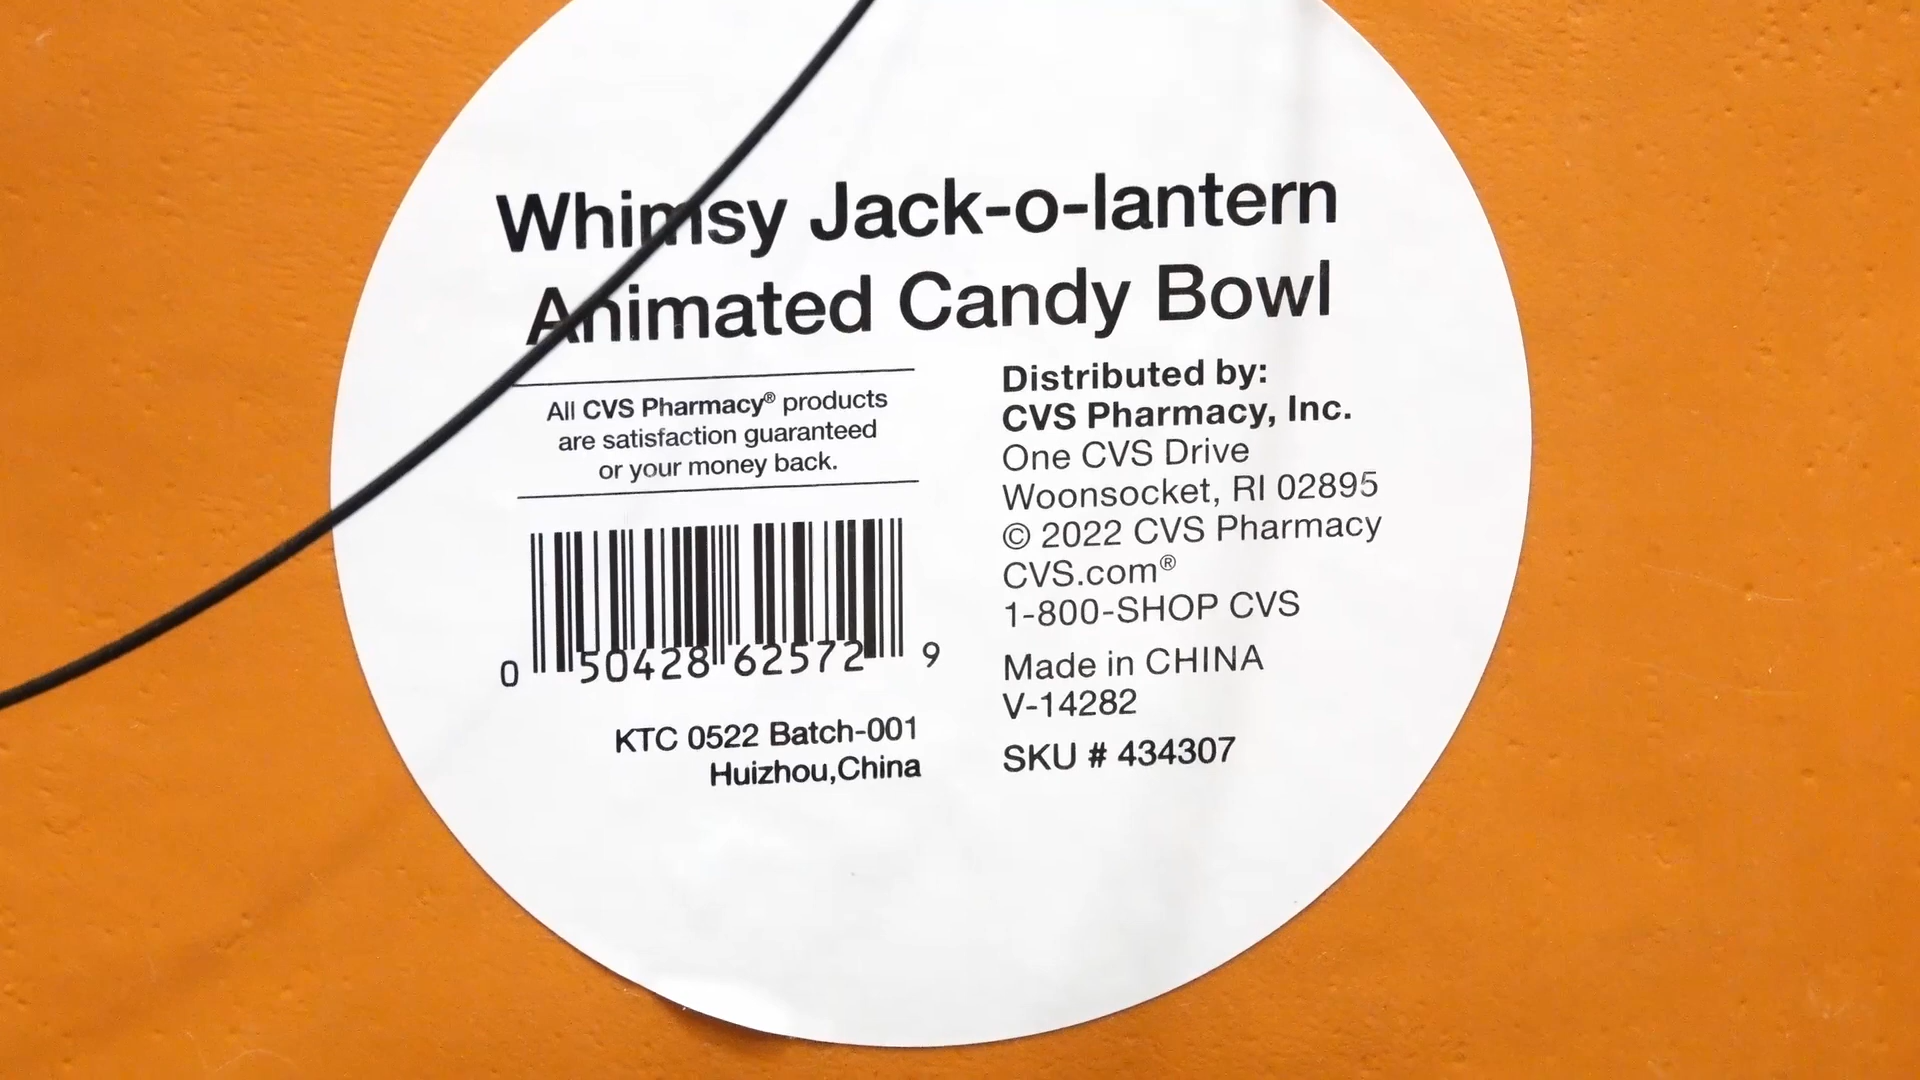 Whimsy Jack-o-lantern
Animated Candy Bowl
All CVS Pharmacy® products
are satisfaction guaranteed
or your money back.
0 50428 62572 9
KTC 0522 Batch-001
Huizhou,China
Distributed by:
CVS Pharmacy, Inc.
One CVS Drive
Woonsocket, RI 02895
© 2022 CVS Pharmacy
CVS.com®
1-800-SHOP CVS
Made in CHINA
V-14282
SKU # 434307